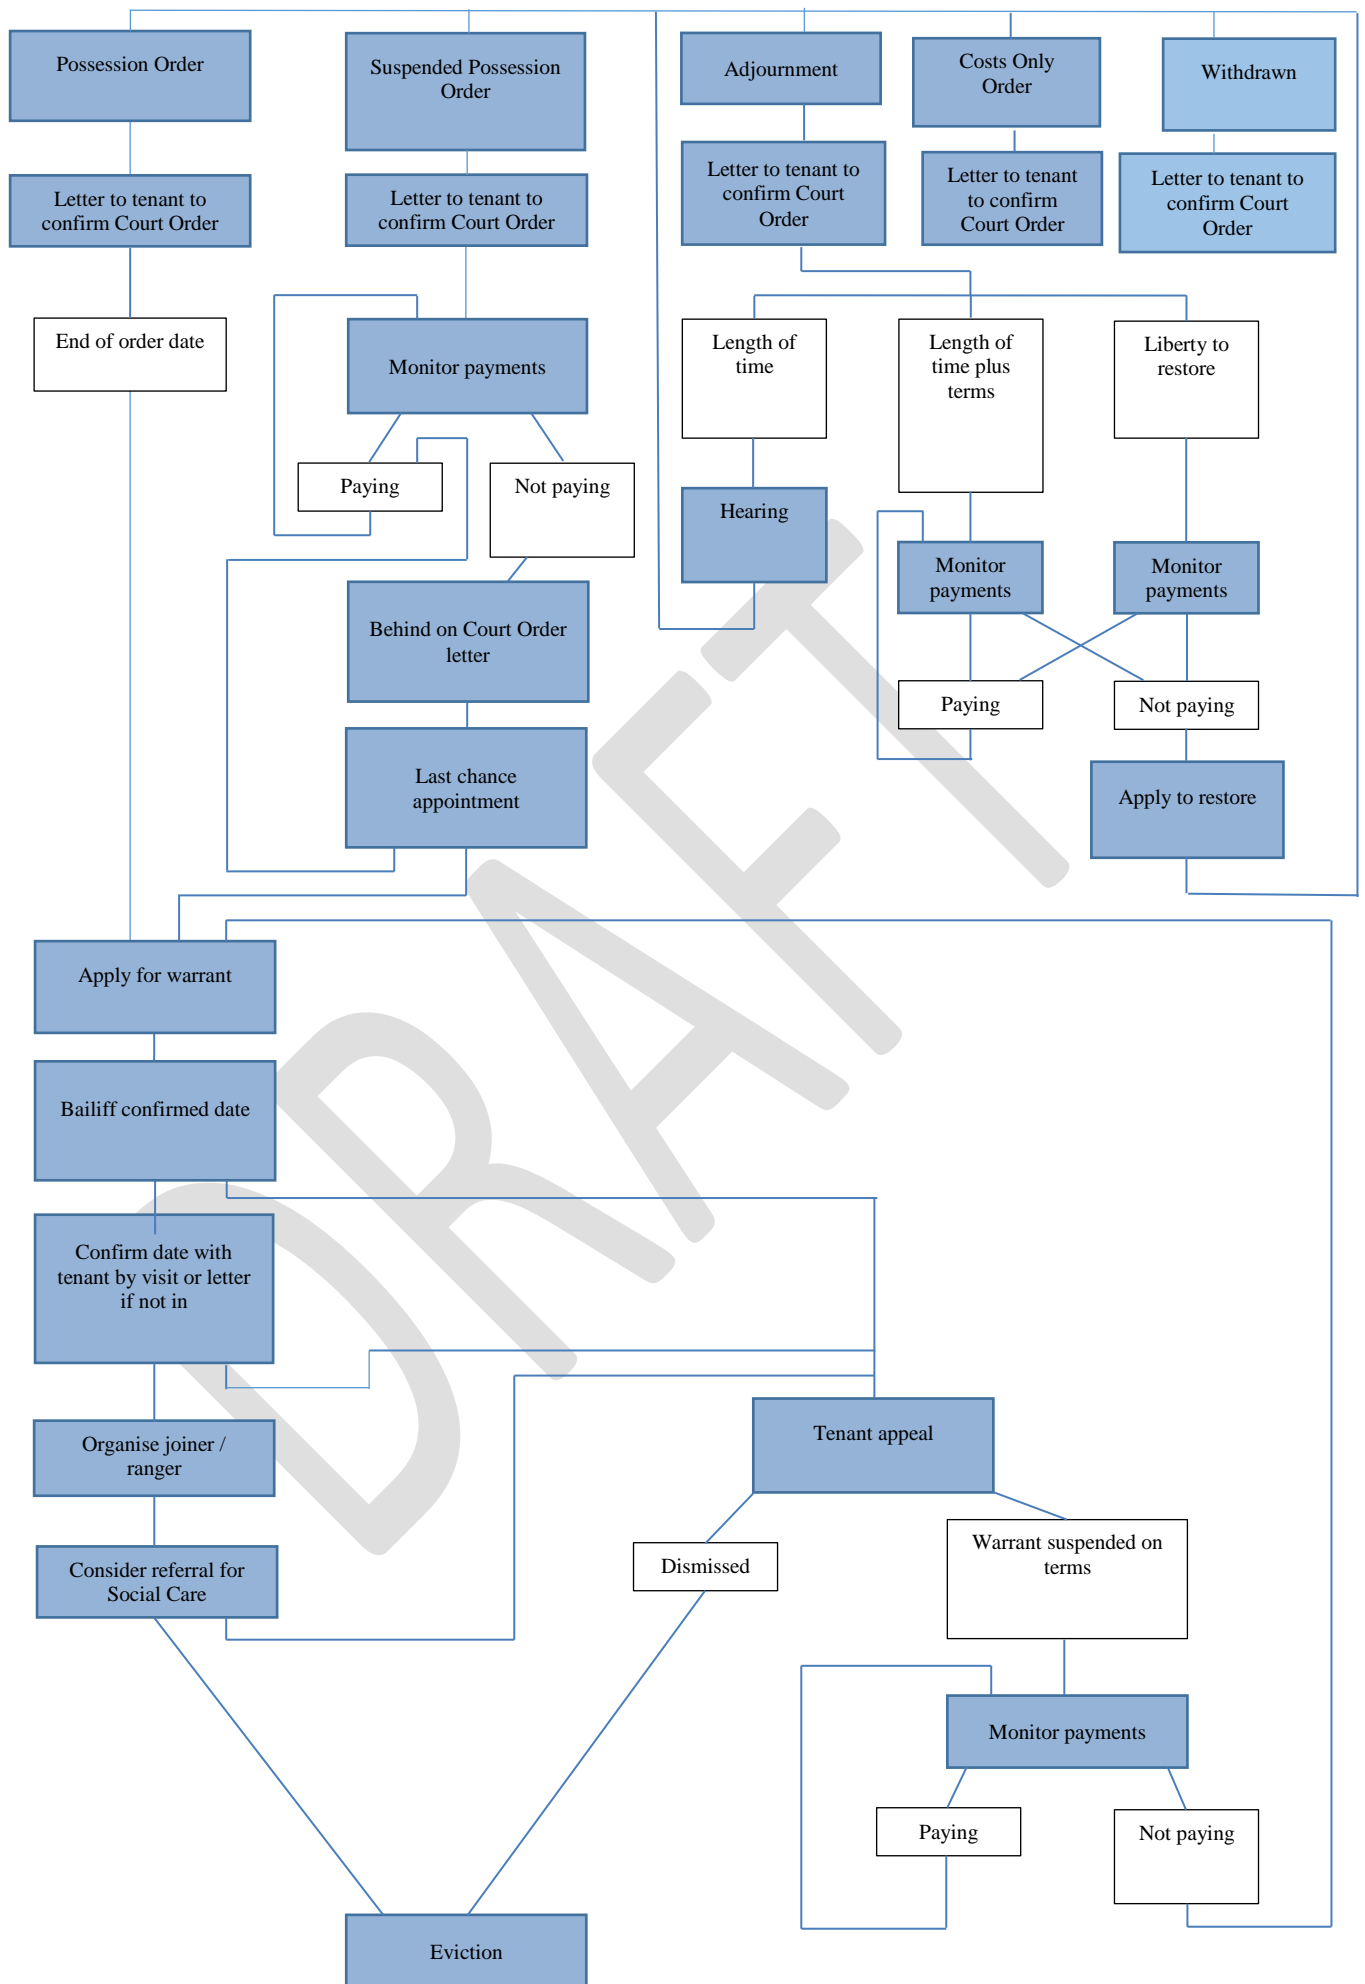 Possession Order
Suspended Possession
Order
Adjournment
Costs Only
Order
Withdrawn
Letter to tenant to
confirm Court Order
Letter to tenant to
confirm Court Order
Letter to tenant to
confirm Court
Order
Letter to tenant
to confirm
Court Order
Letter to tenant to
confirm Court
Order
End of order date
Monitor payments
Length of
time
Length of
time plus
terms
Liberty to
restore
Paying
Not paying
Hearing
Monitor
payments
Monitor
payments
Behind on Court Order
letter
Paying
Not paying
Last chance
appointment
Apply to restore
Apply for warrant
Bailiff confirmed date
Confirm date with
tenant by visit or letter
if not in
Organise joiner /
ranger
Tenant appeal
Consider referral for
Social Care
Dismissed
Warrant suspended on
terms
Monitor payments
Paying
Not paying
Eviction
DRAFT